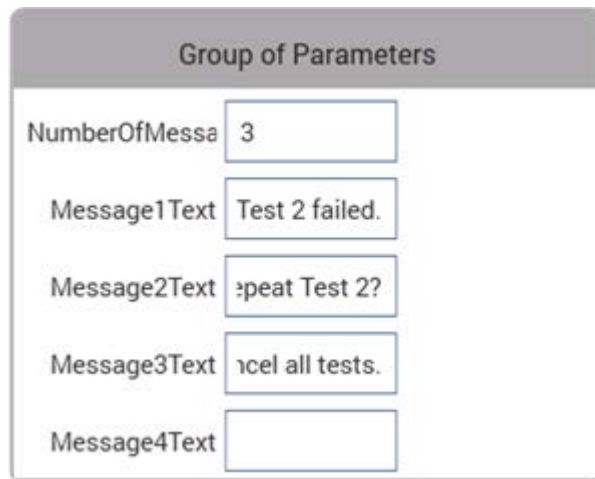 Group of Parameters
NumberOfMessa 3
Message1Text Test 2 failed.
Message2Text epeat Test 2?
Message3Text ncel all tests.
Message4Text